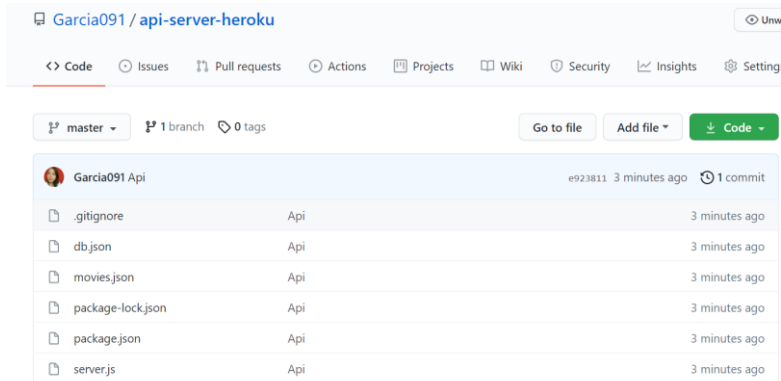 Garcia091 / api-server-heroku
<> Code Issues Pull requests Actions Projects Wiki Security Insights Setting
master 1 branch 0 tags Go to file Add file Code
Garcia091 Api e923811 3 minutes ago 1 commit
.gitignore Api 3 minutes ago
db.json Api 3 minutes ago
movies.json Api 3 minutes ago
package-lock.json Api 3 minutes ago
package.json Api 3 minutes ago
server.js Api 3 minutes ago